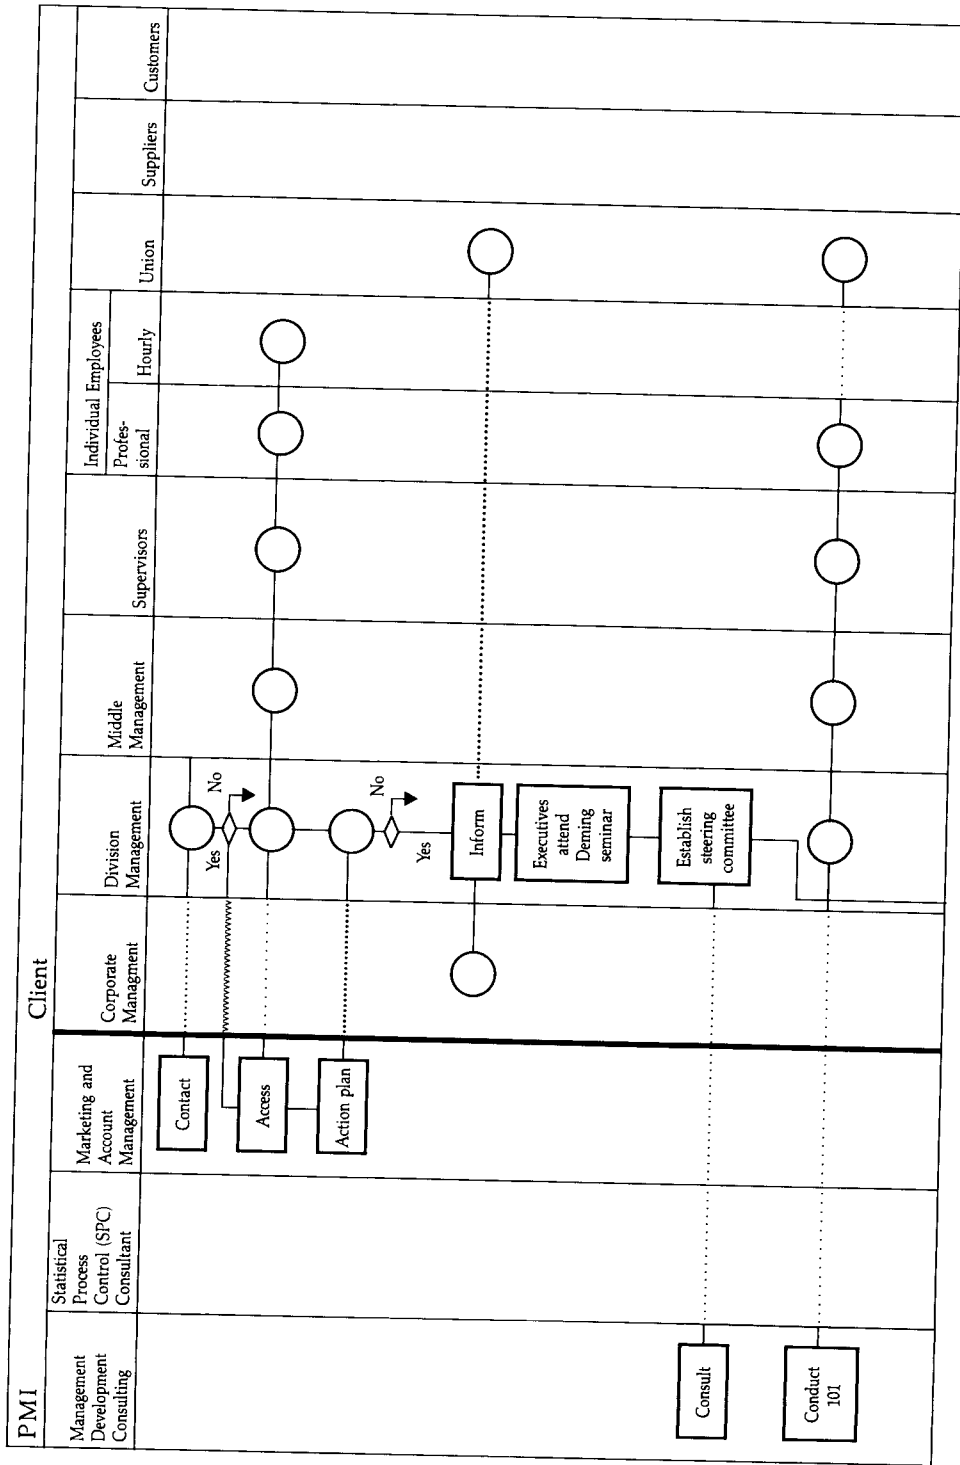 PMI
Client
Management
Development
Consulting
Statistical
Process
Control (SPC)
Consultant
Marketing and
Account
Management
Corporate
Managment
Division
Management
Middle
Management
Supervisors
Individual Employees
Profes-
sional
Hourly
Union
Suppliers
Customers
Contact
Yes
No
Access
Action plan
No
Yes
Inform
Executives
attend
Deming
seminar
Consult
Establish
steering
committee
Conduct
101